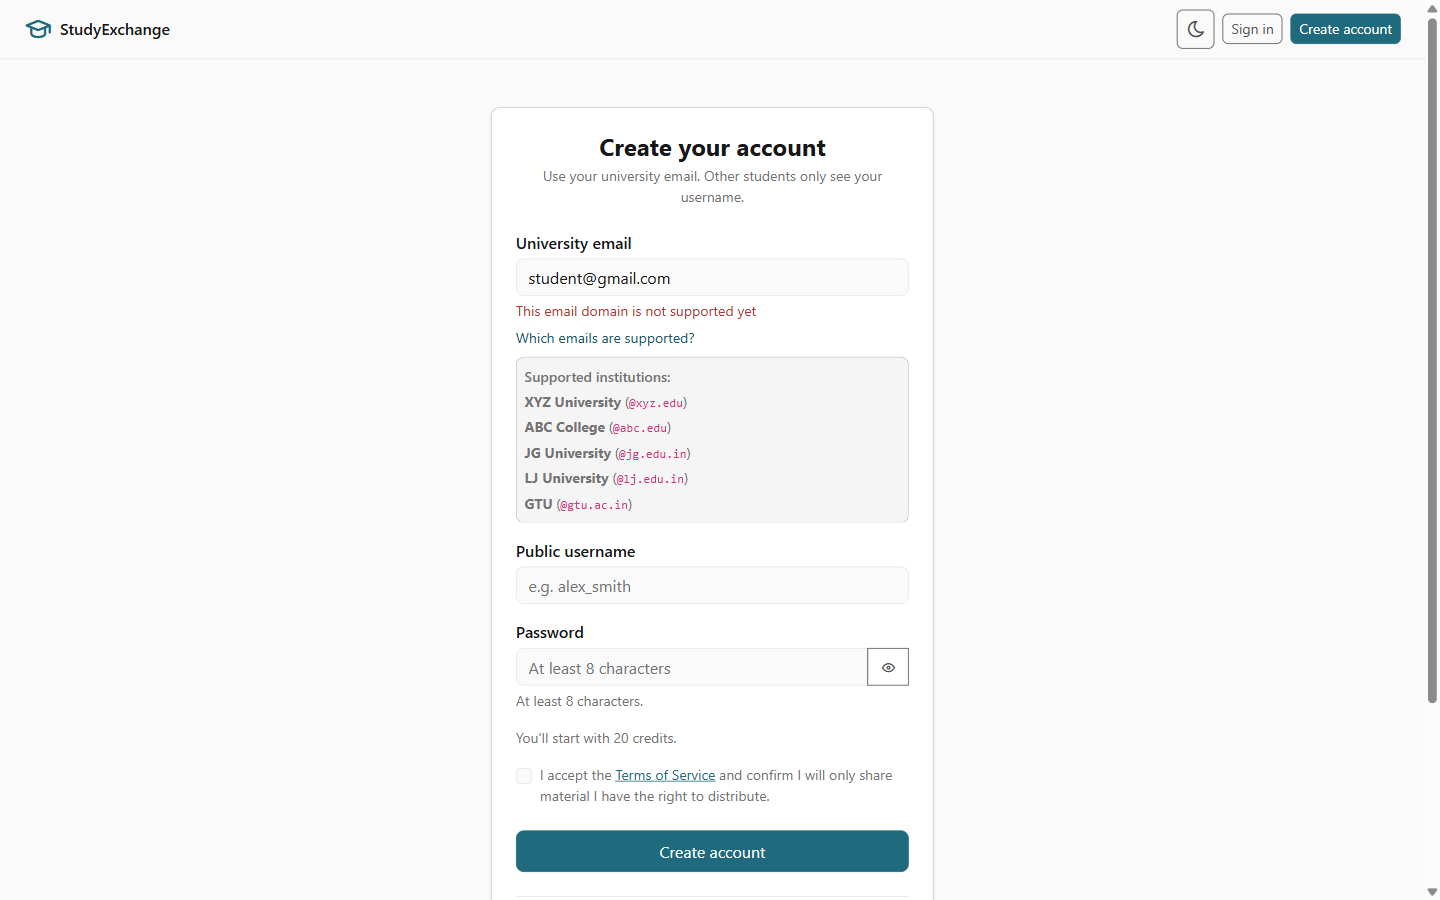 StudyExchange
Sign in
Create account
Create your account
Use your university email. Other students only see your
username.
University email
student@gmail.com
This email domain is not supported yet
Which emails are supported?
Supported institutions:
XYZ University (@xyz.edu)
ABC College (@abc.edu)
JG University (@jg.edu.in)
LJ University (@lj.edu.in)
GTU (@gtu.ac.in)
Public username
e.g. alex_smith
Password
At least 8 characters
At least 8 characters.
You'll start with 20 credits.
I accept the Terms of Service and confirm I will only share
material I have the right to distribute.
Create account